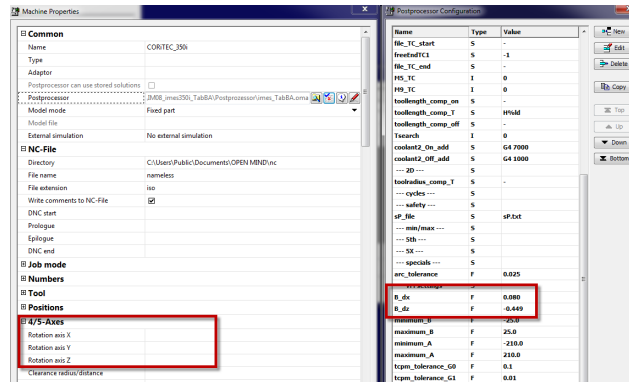 Machine Properties
Common
Name CORiTEC_350i
Type
Adaptor
Postprocessor can use stored solutions
Postprocessor .JM08_imes350i_TabBA\Postprozessor\imes_TabBA.oma
Model mode Fixed part
Model file
External simulation No external simulation
NC-File
Directory C:\Users\Public\Documents\OPEN MIND\nc
File name nameless
File extension iso
Write comments to NC-File
DNC start
Prologue
Epilogue
DNC end
Job mode
Numbers
Tool
Positions
4/5-Axes
Rotation axis X
Rotation axis Y
Rotation axis Z
Clearance radius/distance
Postprocessor Configuration
Name Type Value
file_TC_start S -
freeEndTC1 S -1
file_TC_end S -
M5_TC I 0
M9_TC I 0
toollength_comp_on S -
toollength_comp_T S H%ld
toollength_comp_off S -
Tsearch I 0
coolant2_On_add S G4 7000
coolant2_Off_add S G4 1000
--- 2D --- S
toolradius_comp_T S -
--- cycles --- S
--- safety --- S
sP_file S sP.txt
--- min/max --- S
--- 5th --- S
--- 5X --- S
--- specials --- S
arc_tolerance F 0.025
B_dx F 0.080
B_dz F -0.449
minimum_B F -25.0
maximum_B F 25.0
minimum_A F -210.0
maximum_A F 210.0
tcpm_tolerance_G0 F 0.1
tcpm_tolerance_G1 F 0.01
New
Edit
Delete
Copy
Top
Up
Down
Bottom